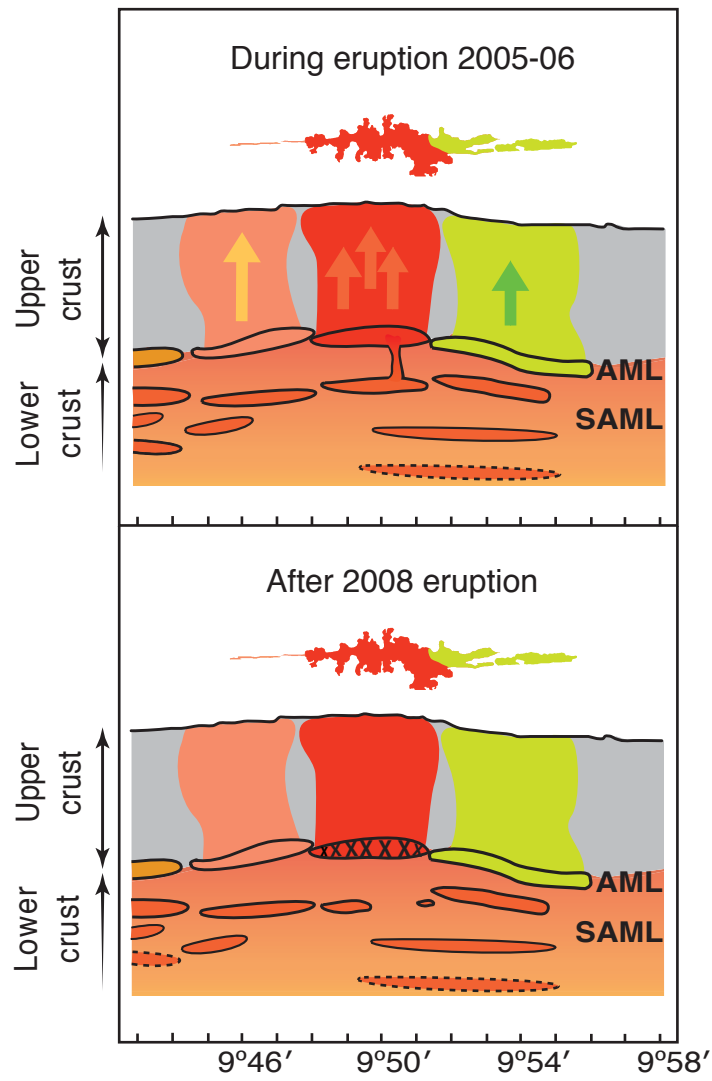 During eruption 2005-06
Upper
crust
Lower
crust
AML
SAML
After 2008 eruption
Upper
crust
Lower
crust
AML
SAML
9°46′ 9°50′ 9°54′ 9°58′